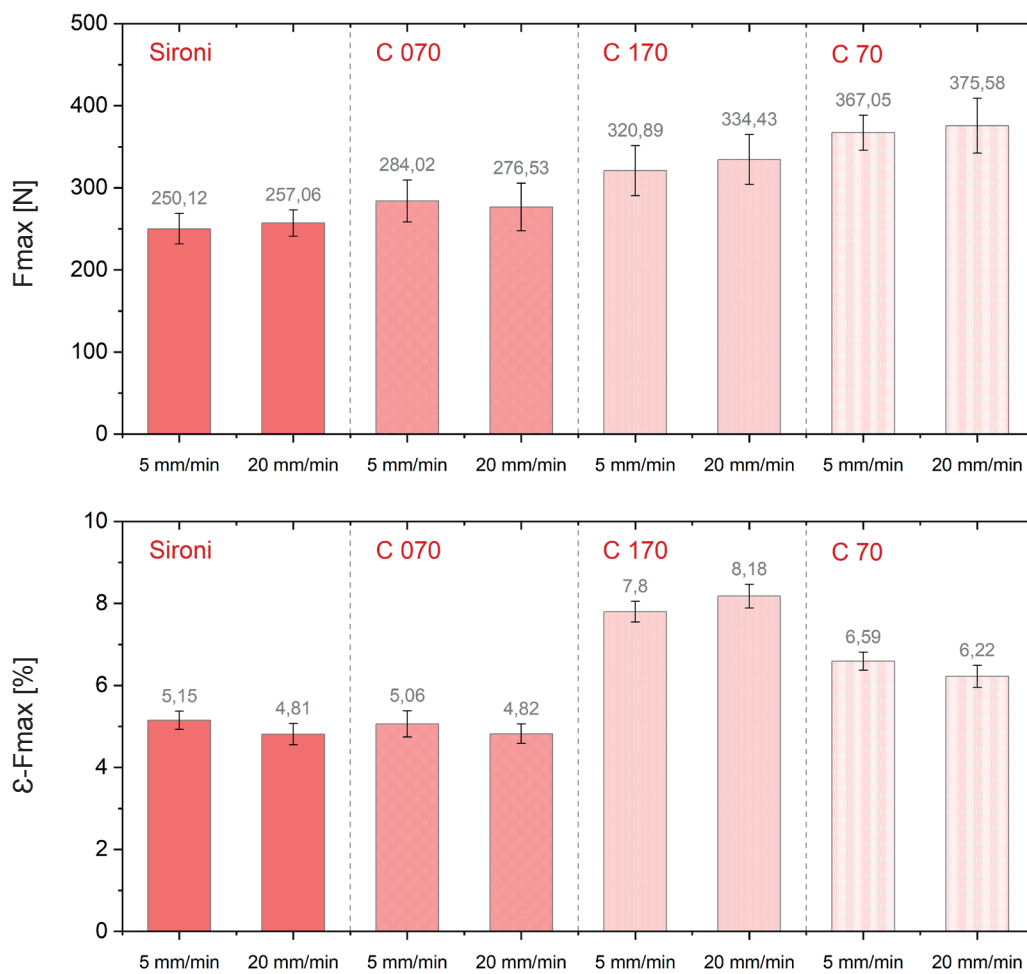 Fmax [N]
500
400
300
200
100
0
Sironi
C 070
C 170
C 70
250,12
257,06
284,02
276,53
320,89
334,43
367,05
375,58
5 mm/min
20 mm/min
5 mm/min
20 mm/min
5 mm/min
20 mm/min
5 mm/min
20 mm/min
Ɛ-Fmax [%]
10
8
6
4
2
0
Sironi
C 070
C 170
C 70
5,15
4,81
5,06
4,82
7,8
8,18
6,59
6,22
5 mm/min
20 mm/min
5 mm/min
20 mm/min
5 mm/min
20 mm/min
5 mm/min
20 mm/min